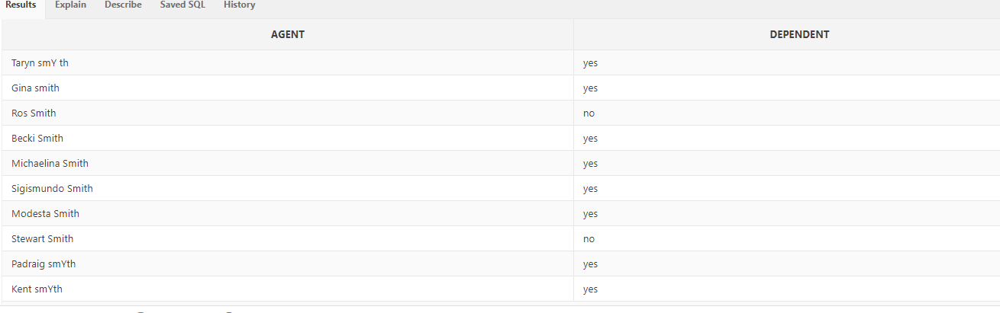 Results Explain Describe Saved SQL History
AGENT DEPENDENT
Taryn smY th yes
Gina smith yes
Ros Smith no
Becki Smith yes
Michaelina Smith yes
Sigismundo Smith yes
Modesta Smith yes
Stewart Smith no
Padraig smYth yes
Kent smYth yes